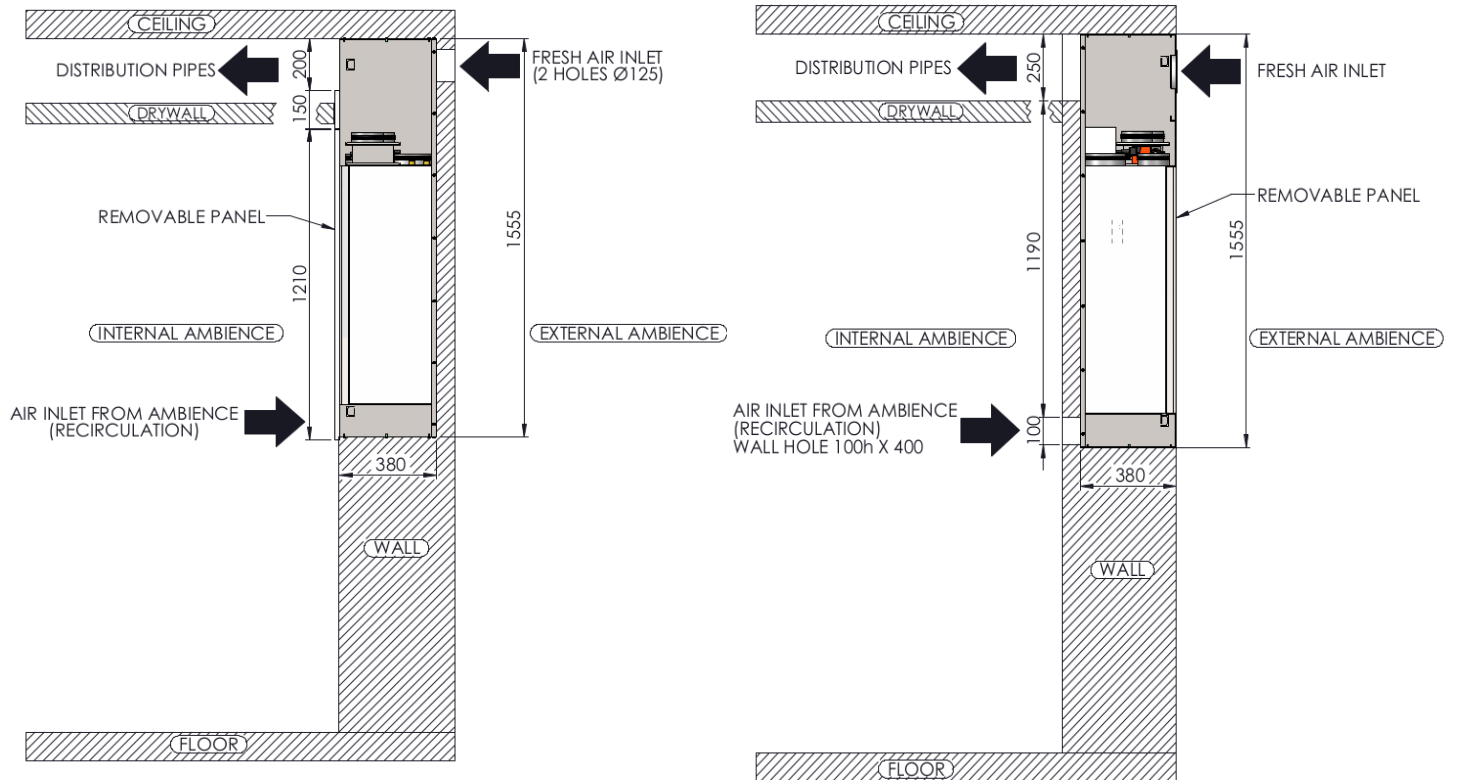 CEILING
DISTRIBUTION PIPES
200
FRESH AIR INLET
(2 HOLES Ø125)
150
DRYWALL
REMOVABLE PANEL
1555
1210
INTERNAL AMBIENCE
EXTERNAL AMBIENCE
AIR INLET FROM AMBIENCE
(RECIRCULATION)
380
WALL
FLOOR
CEILING
DISTRIBUTION PIPES
250
FRESH AIR INLET
DRYWALL
REMOVABLE PANEL
1190
1555
INTERNAL AMBIENCE
EXTERNAL AMBIENCE
AIR INLET FROM AMBIENCE
(RECIRCULATION)
WALL HOLE 100h X 400
100
380
WALL
FLOOR